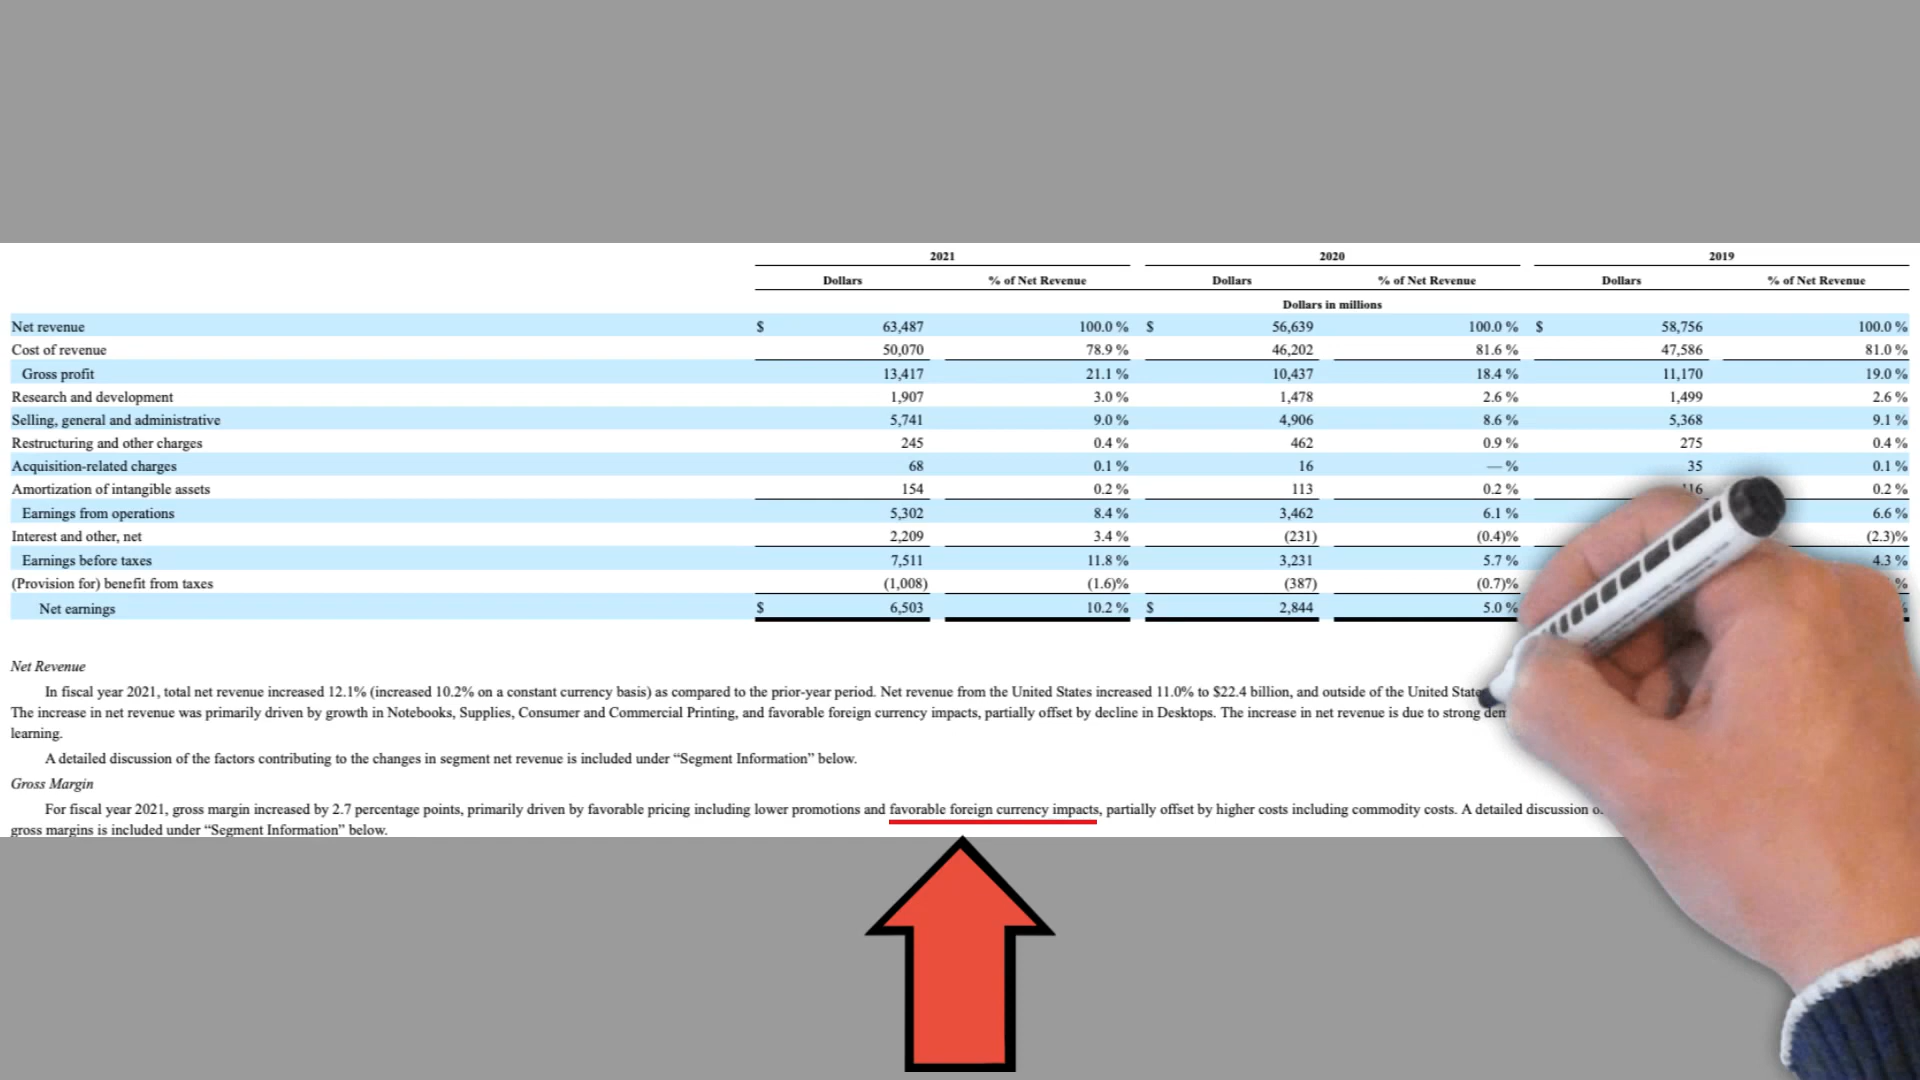 2021 2020 2019
Dollars % of Net Revenue Dollars % of Net Revenue Dollars % of Net Revenue
Dollars in millions
Net revenue $ 63,487 100.0 % $ 56,639 100.0 % $ 58,756 100.0 %
Cost of revenue 50,070 78.9 % 46,202 81.6 % 47,586 81.0 %
Gross profit 13,417 21.1 % 10,437 18.4 % 11,170 19.0 %
Research and development 1,907 3.0 % 1,478 2.6 % 1,499 2.6 %
Selling, general and administrative 5,741 9.0 % 4,906 8.6 % 5,368 9.1 %
Restructuring and other charges 245 0.4 % 462 0.9 % 275 0.4 %
Acquisition-related charges 68 0.1 % 16 — % 35 0.1 %
Amortization of intangible assets 154 0.2 % 113 0.2 % 0.2 %
Earnings from operations 5,302 8.4 % 3,462 6.1 % 6.6 %
Interest and other, net 2,209 3.4 % (231) (0.4)% (2.3)%
Earnings before taxes 7,511 11.8 % 3,231 5.7 % 4.3 %
(Provision for) benefit from taxes (1,008) (1.6)% (387) (0.7)% %
Net earnings $ 6,503 10.2 % $ 2,844 5.0 %
Net Revenue
In fiscal year 2021, total net revenue increased 12.1% (increased 10.2% on a constant currency basis) as compared to the prior-year period. Net revenue from the United States increased 11.0% to $22.4 billion, and outside of the United
The increase in net revenue was primarily driven by growth in Notebooks, Supplies, Consumer and Commercial Printing, and favorable foreign currency impacts, partially offset by decline in Desktops. The increase in net revenue is due to strong
learning.
A detailed discussion of the factors contributing to the changes in segment net revenue is included under “Segment Information” below.
Gross Margin
For fiscal year 2021, gross margin increased by 2.7 percentage points, primarily driven by favorable pricing including lower promotions and favorable foreign currency impacts, partially offset by higher costs including commodity costs. A detailed discussion
gross margins is included under “Segment Information” below.